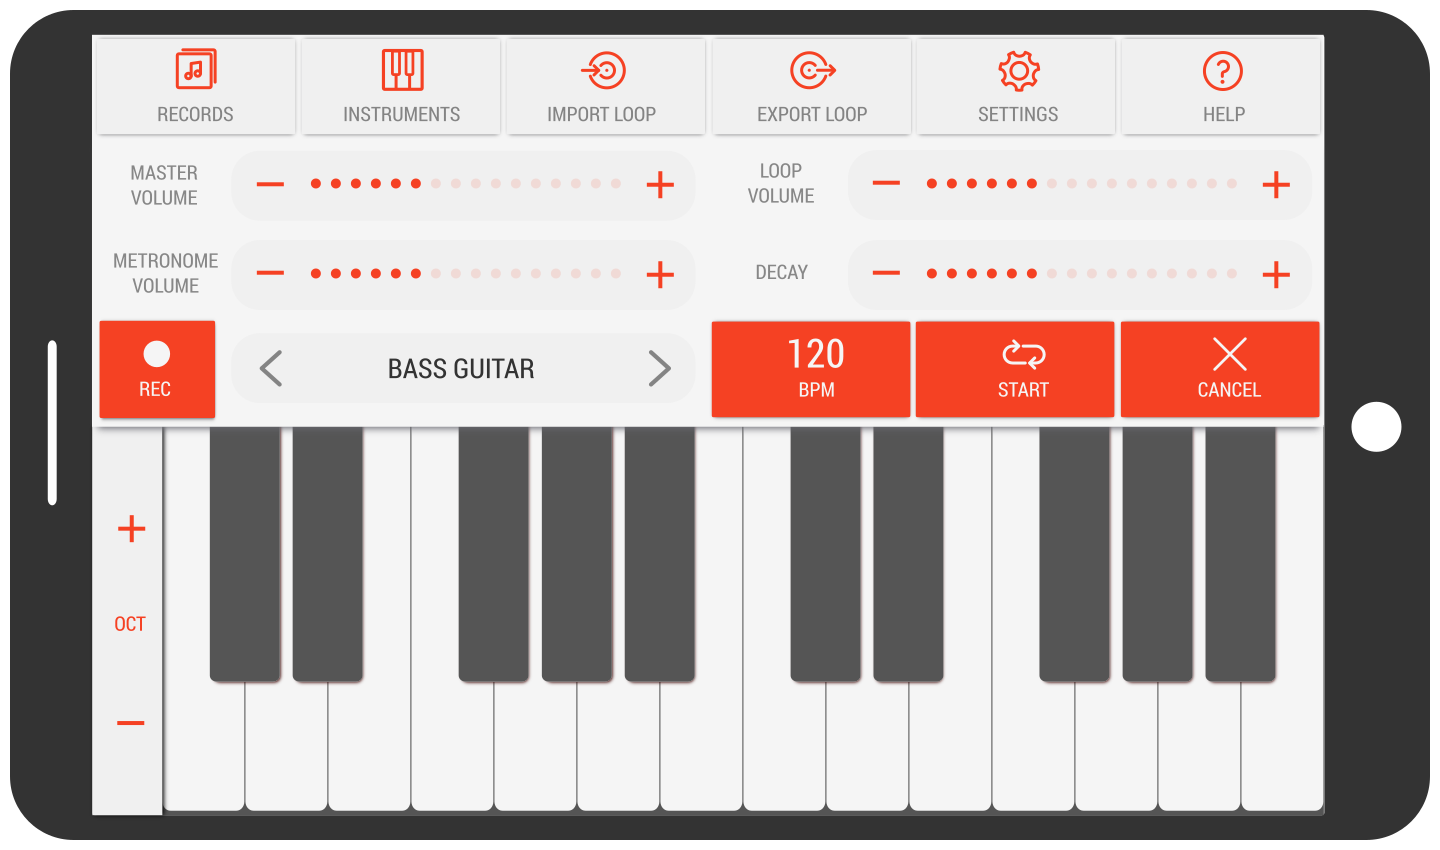 RECORDS
INSTRUMENTS
IMPORT LOOP
EXPORT LOOP
SETTINGS
HELP
MASTER
VOLUME
LOOP
VOLUME
METRONOME
VOLUME
DECAY
REC
BASS GUITAR
120
BPM
START
CANCEL
OCT